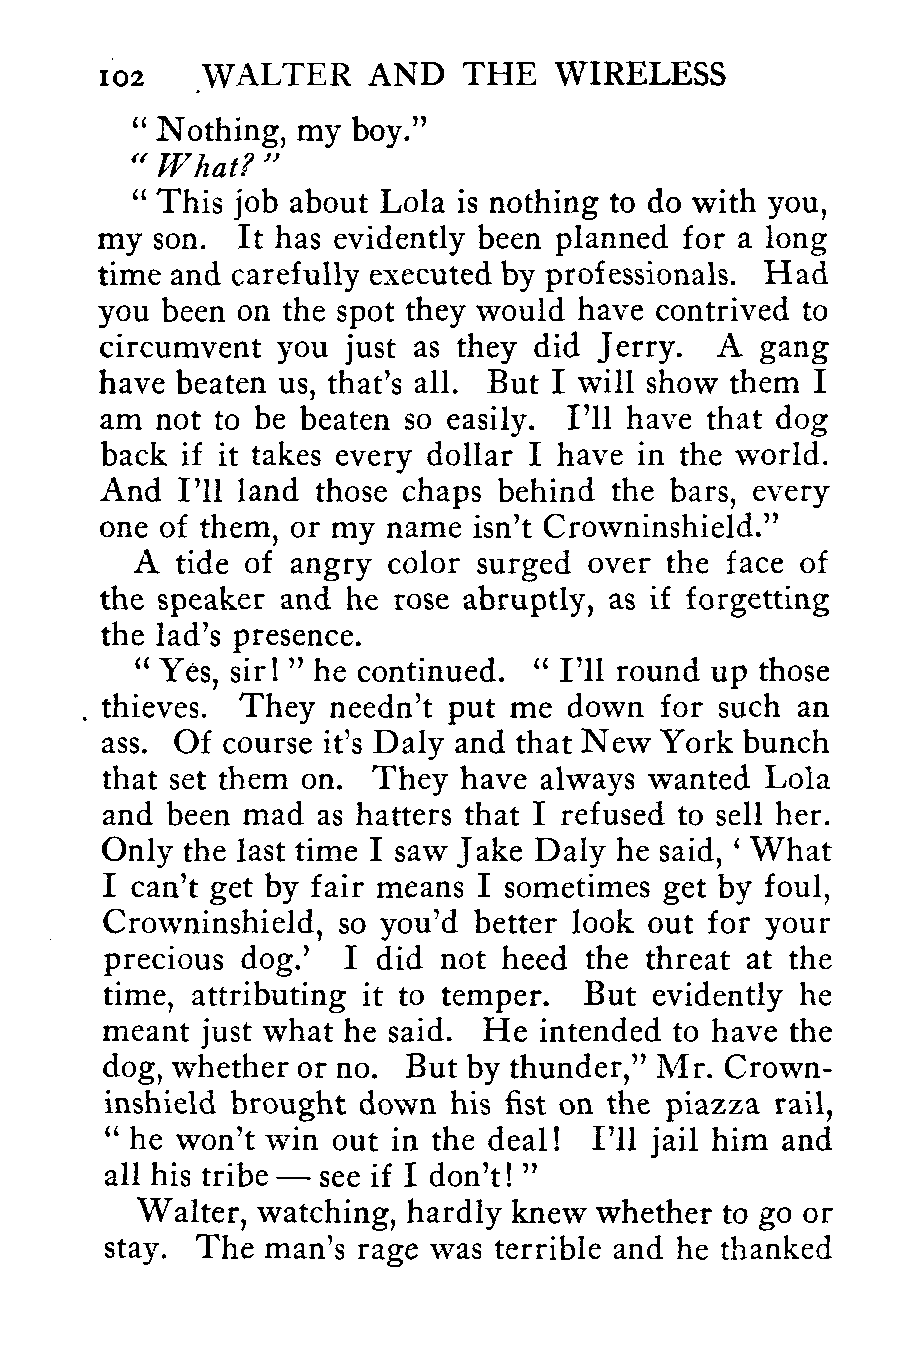 102 WALTER AND THE WIRELESS
“ Nothing, my boy.”
“ What? ”
“ This job about Lola is nothing to do with you,
my son. It has evidently been planned for a long
time and carefully executed by professionals. Had
you been on the spot they would have contrived to
circumvent you just as they did Jerry. A gang
have beaten us, that’s all. But I will show them I
am not to be beaten so easily. I’ll have that dog
back if it takes every dollar I have in the world.
And I’ll land those chaps behind the bars, every
one of them, or my name isn’t Crowninshield.”
A tide of angry color surged over the face of
the speaker and he rose abruptly, as if forgetting
the lad’s presence.
“ Yes, sir! ” he continued. “ I’ll round up those
thieves. They needn’t put me down for such an
ass. Of course it’s Daly and that New York bunch
that set them on. They have always wanted Lola
and been mad as hatters that I refused to sell her.
Only the last time I saw Jake Daly he said, ‘ What
I can’t get by fair means I sometimes get by foul,
Crowninshield, so you’d better look out for your
precious dog.’ I did not heed the threat at the
time, attributing it to temper. But evidently he
meant just what he said. He intended to have the
dog, whether or no. But by thunder,” Mr. Crown-
inshield brought down his fist on the piazza rail,
“ he won’t win out in the deal! I’ll jail him and
all his tribe — see if I don’t! ”
Walter, watching, hardly knew whether to go or
stay. The man’s rage was terrible and he thanked